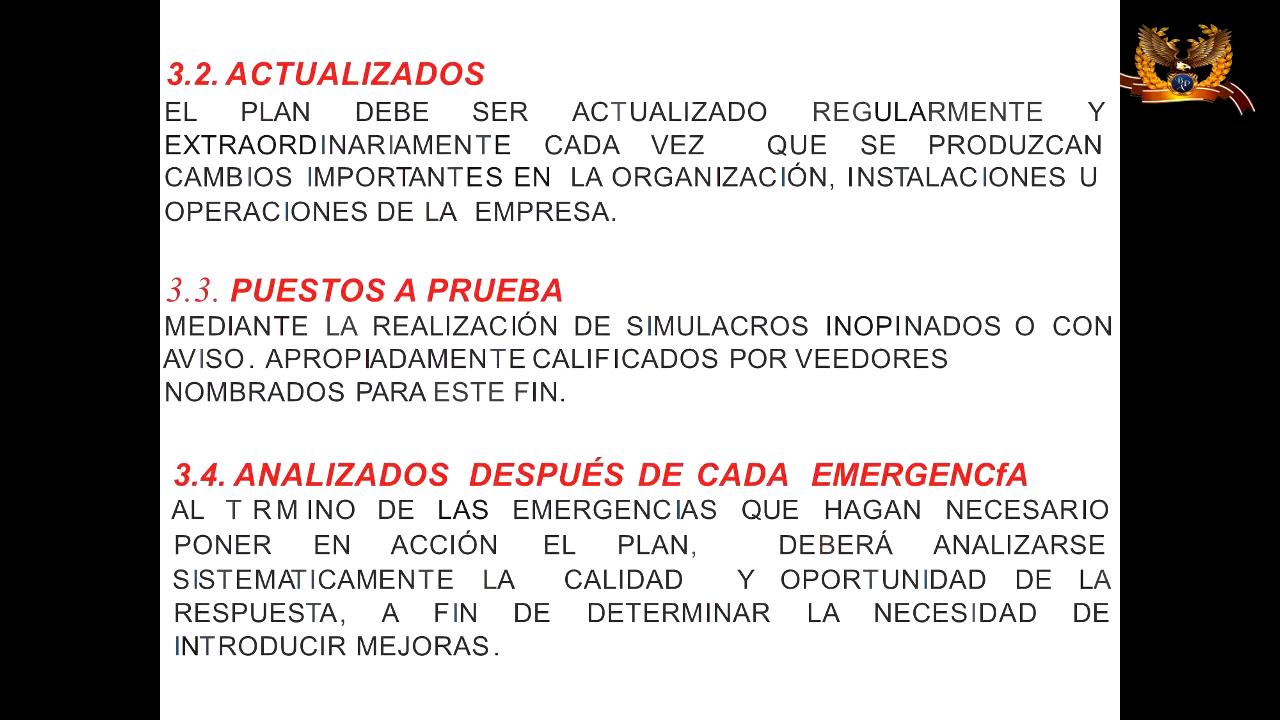 3.2. ACTUALIZADOS
EL PLAN DEBE SER ACTUALIZADO REGULARMENTE Y
EXTRAORDINARIAMENTE CADA VEZ QUE SE PRODUZCAN
CAMBIOS IMPORTANTES EN LA ORGANIZACIÓN, INSTALACIONES U
OPERACIONES DE LA EMPRESA.
3.3. PUESTOS A PRUEBA
MEDIANTE LA REALIZACIÓN DE SIMULACROS INOPINADOS O CON
AVISO. APROPIADAMENTE CALIFICADOS POR VEEDORES
NOMBRADOS PARA ESTE FIN.
3.4. ANALIZADOS DESPUÉS DE CADA EMERGENCfA
AL T RM INO DE LAS EMERGENCIAS QUE HAGAN NECESARIO
PONER EN ACCIÓN EL PLAN, DEBERÁ ANALIZARSE
SISTEMATICAMENTE LA CALIDAD Y OPORTUNIDAD DE LA
RESPUESTA, A FIN DE DETERMINAR LA NECESIDAD DE
INTRODUCIR MEJORAS.